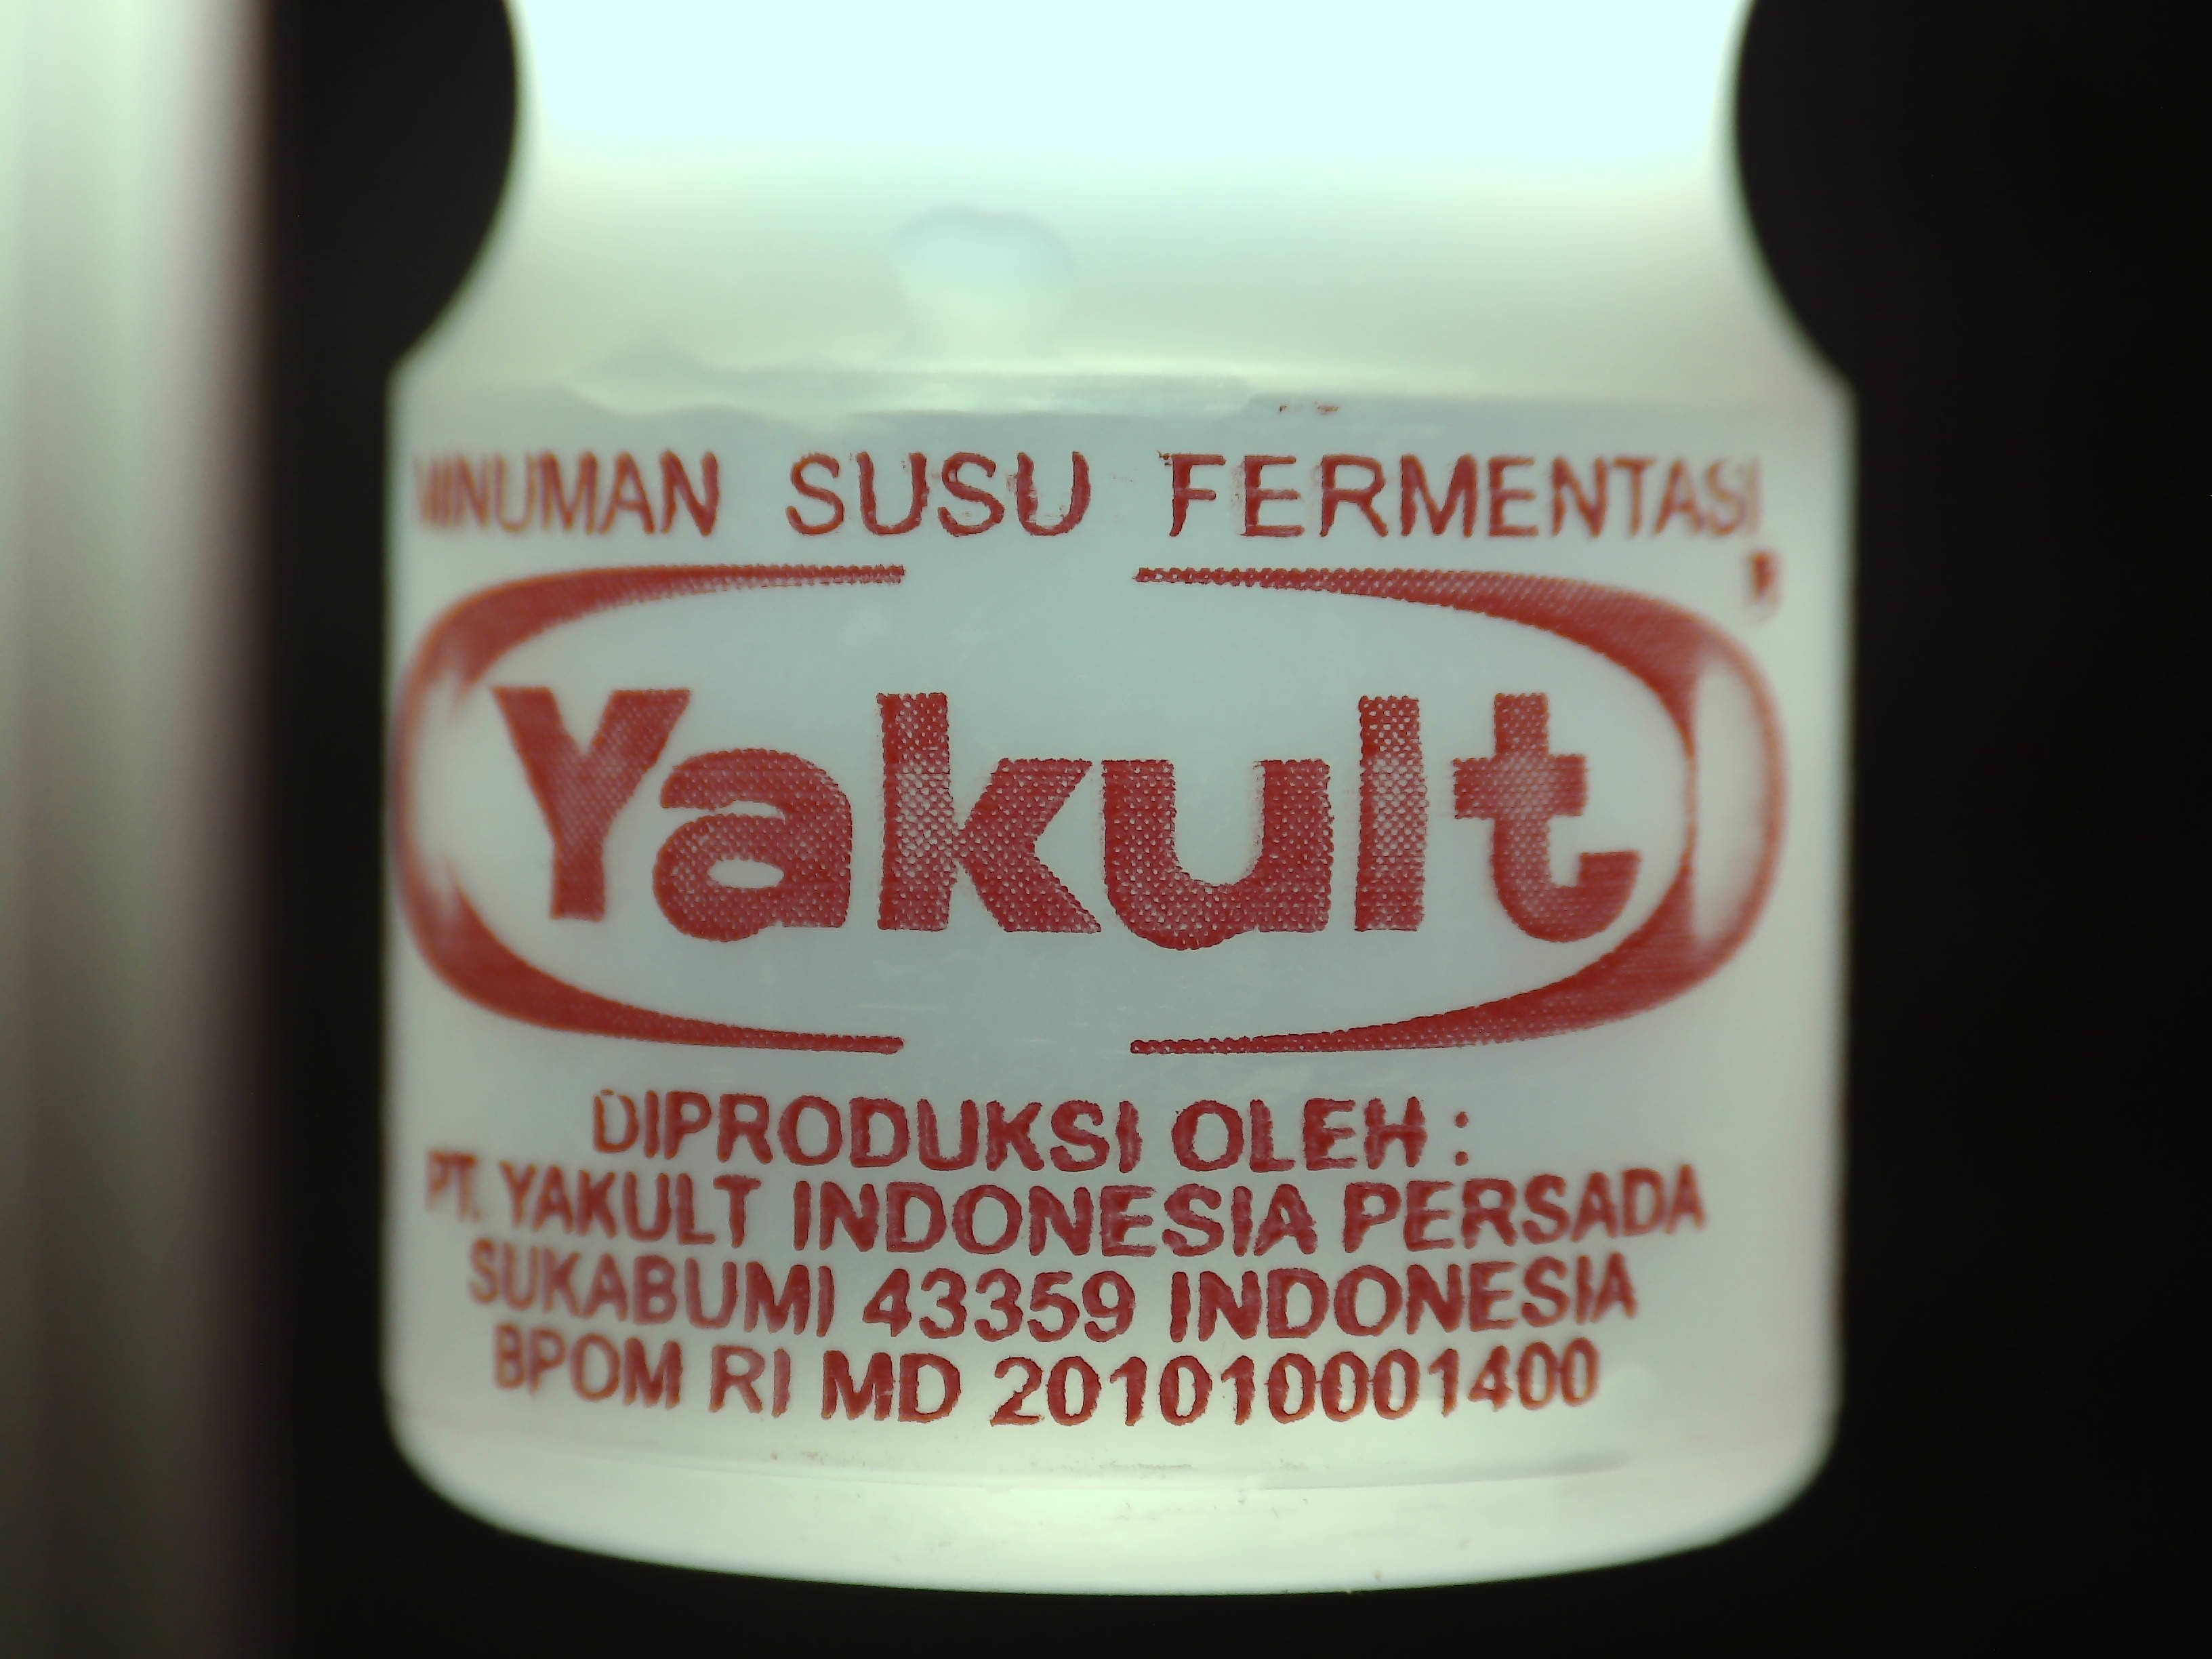 MINUMAN SUSU FERMENTASI
Yakult
DIPRODUKSI OLEH :
PT. YAKULT INDONESIA PERSADA
SUKABUMI 43359 INDONESIA
BPOM RI MD 201010001400